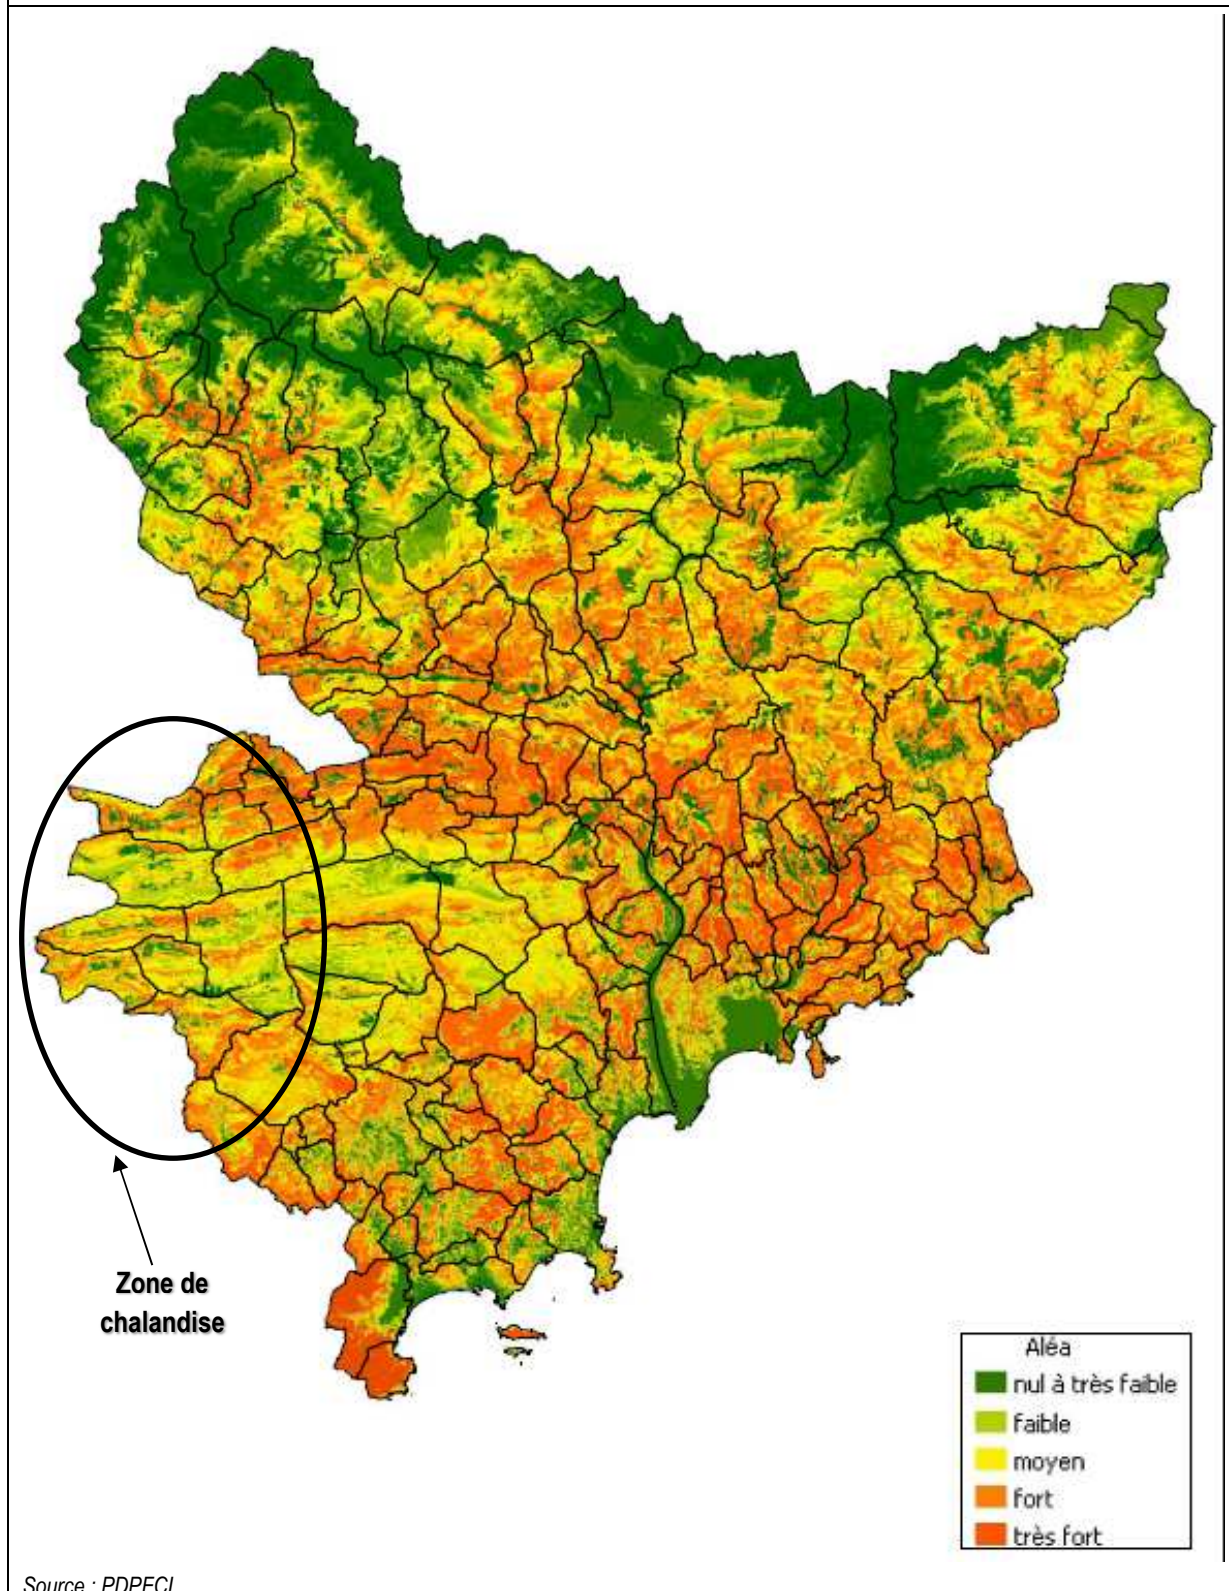 Zone de
chalandise
Aléa
nul à très faible
faible
moyen
fort
très fort
Source : PDPFCI